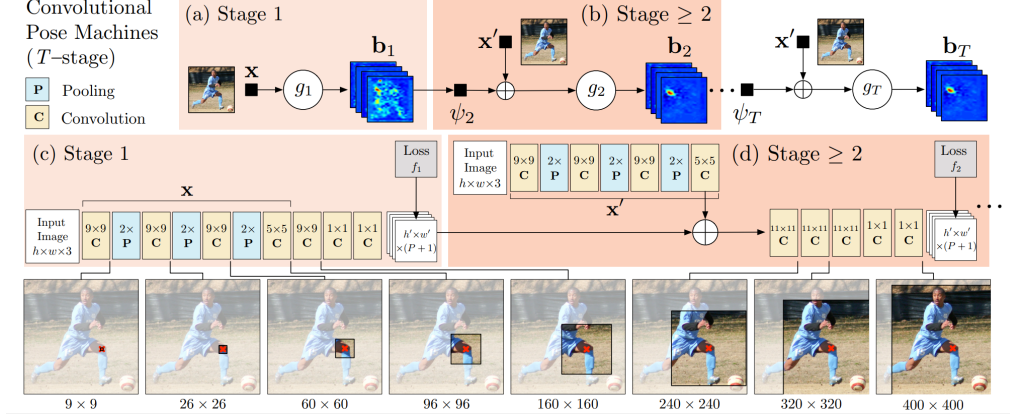 Convolutional
Pose Machines
(T–stage)
P Pooling
C Convolution
(a) Stage 1
x
g₁
b₁
(b) Stage ≥ 2
x′
ψ₂
g₂
b₂
x′
ψ_T
g_T
b_T
(c) Stage 1
x
Input
Image
h×w×3
9×9
C
2×
P
9×9
C
2×
P
9×9
C
2×
P
5×5
C
9×9
C
1×1
C
1×1
C
Loss
f₁
h′×w′
×(P + 1)
Input
Image
h×w×3
9×9
C
2×
P
9×9
C
2×
P
9×9
C
2×
P
5×5
C
x′
(d) Stage ≥ 2
11×11
C
11×11
C
11×11
C
1×1
C
1×1
C
Loss
f₂
h′×w′
×(P + 1)
9 × 9
26 × 26
60 × 60
96 × 96
160 × 160
240 × 240
320 × 320
400 × 400